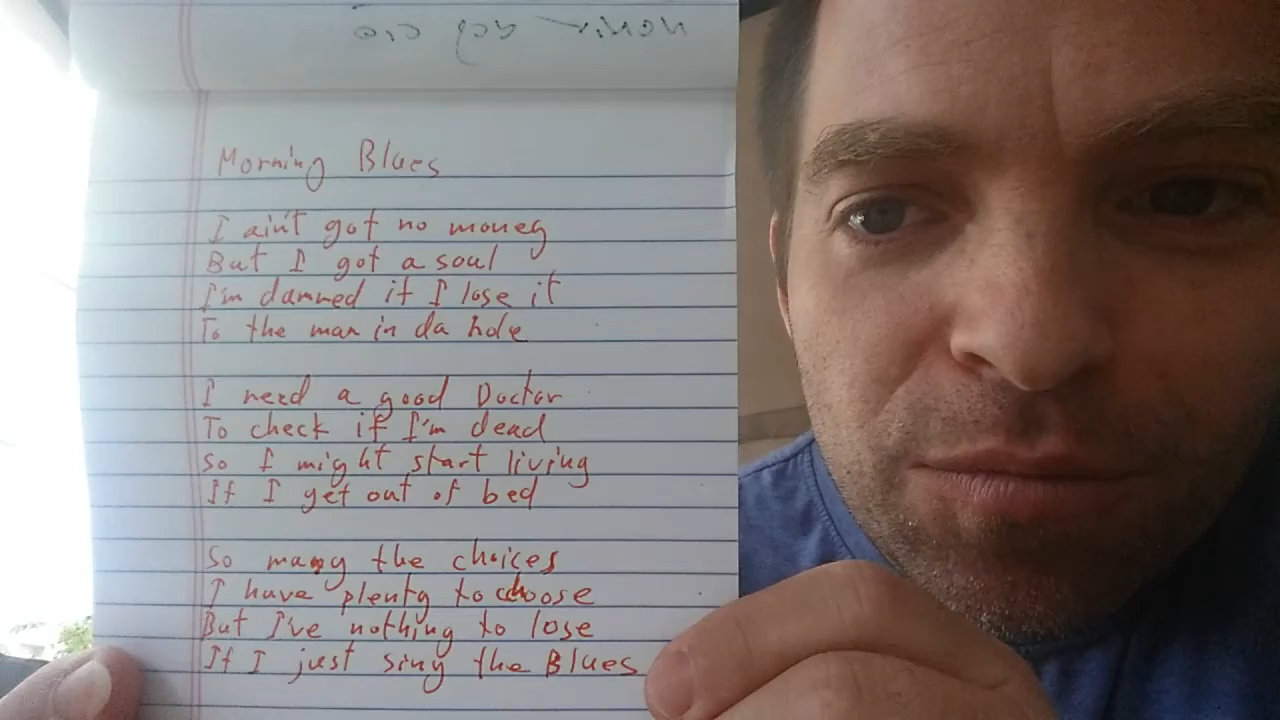 Morning Blues
I ain't got no money
But I got a soul
I'm damned if I lose it
To the man in da hole
I need a good Doctor
To check if I'm dead
So I might start living
If I get out of bed
So many the choices
I have plenty to choose
But I've nothing to lose
If I just sing the Blues